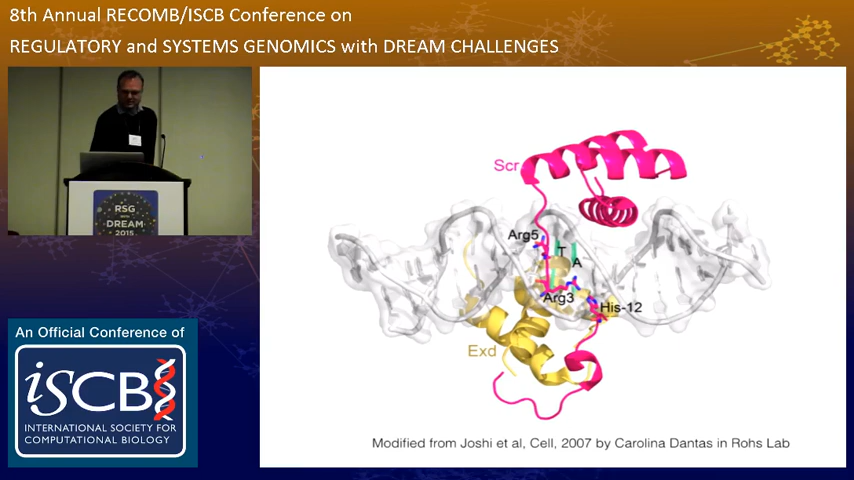 8th Annual RECOMB/ISCB Conference on
REGULATORY and SYSTEMS GENOMICS with DREAM CHALLENGES
RSG
with
DREAM
2015
Scr
Arg5
T
A
Arg3
His-12
Exd
An Official Conference of
iSCB
INTERNATIONAL SOCIETY FOR
COMPUTATIONAL BIOLOGY
Modified from Joshi et al, Cell, 2007 by Carolina Dantas in Rohs Lab